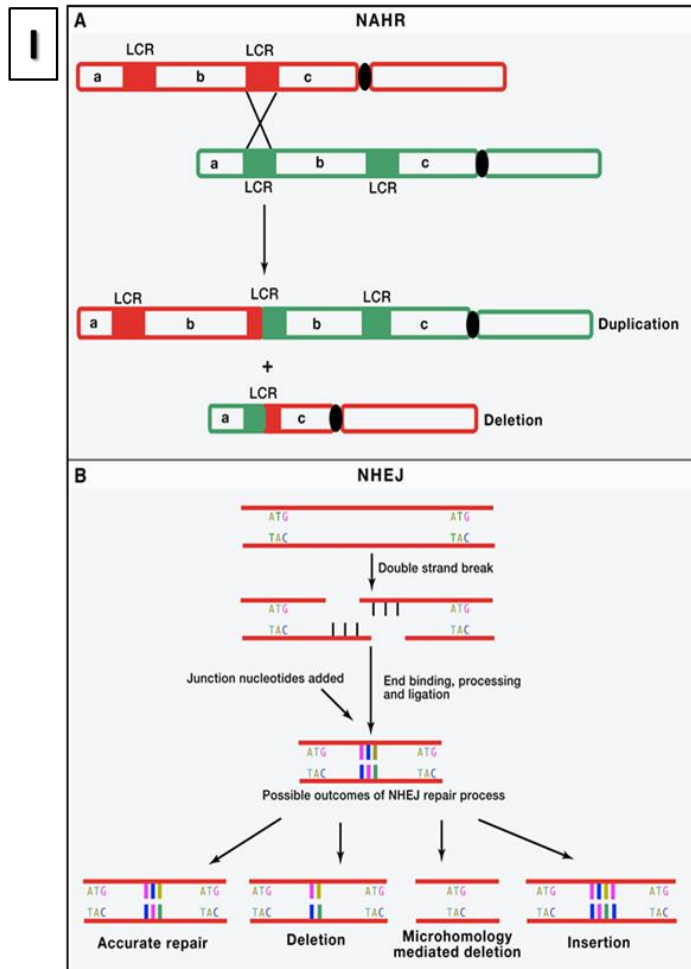 I
A
NAHR
LCR LCR
a b c
a b c
LCR LCR
LCR LCR LCR
a b b c
Duplication
+
LCR
a c
Deletion
B
NHEJ
ATG ATG
TAC TAC
Double strand break
ATG ATG
TAC TAC
Junction nucleotides added
End binding, processing
and ligation
ATG ATG
TAC TAC
Possible outcomes of NHEJ repair process
ATG ATG ATG ATG ATG ATG ATG
TAC TAC TAC TAC TAC TAC TAC
Accurate repair
Deletion
Microhomology
mediated deletion
Insertion